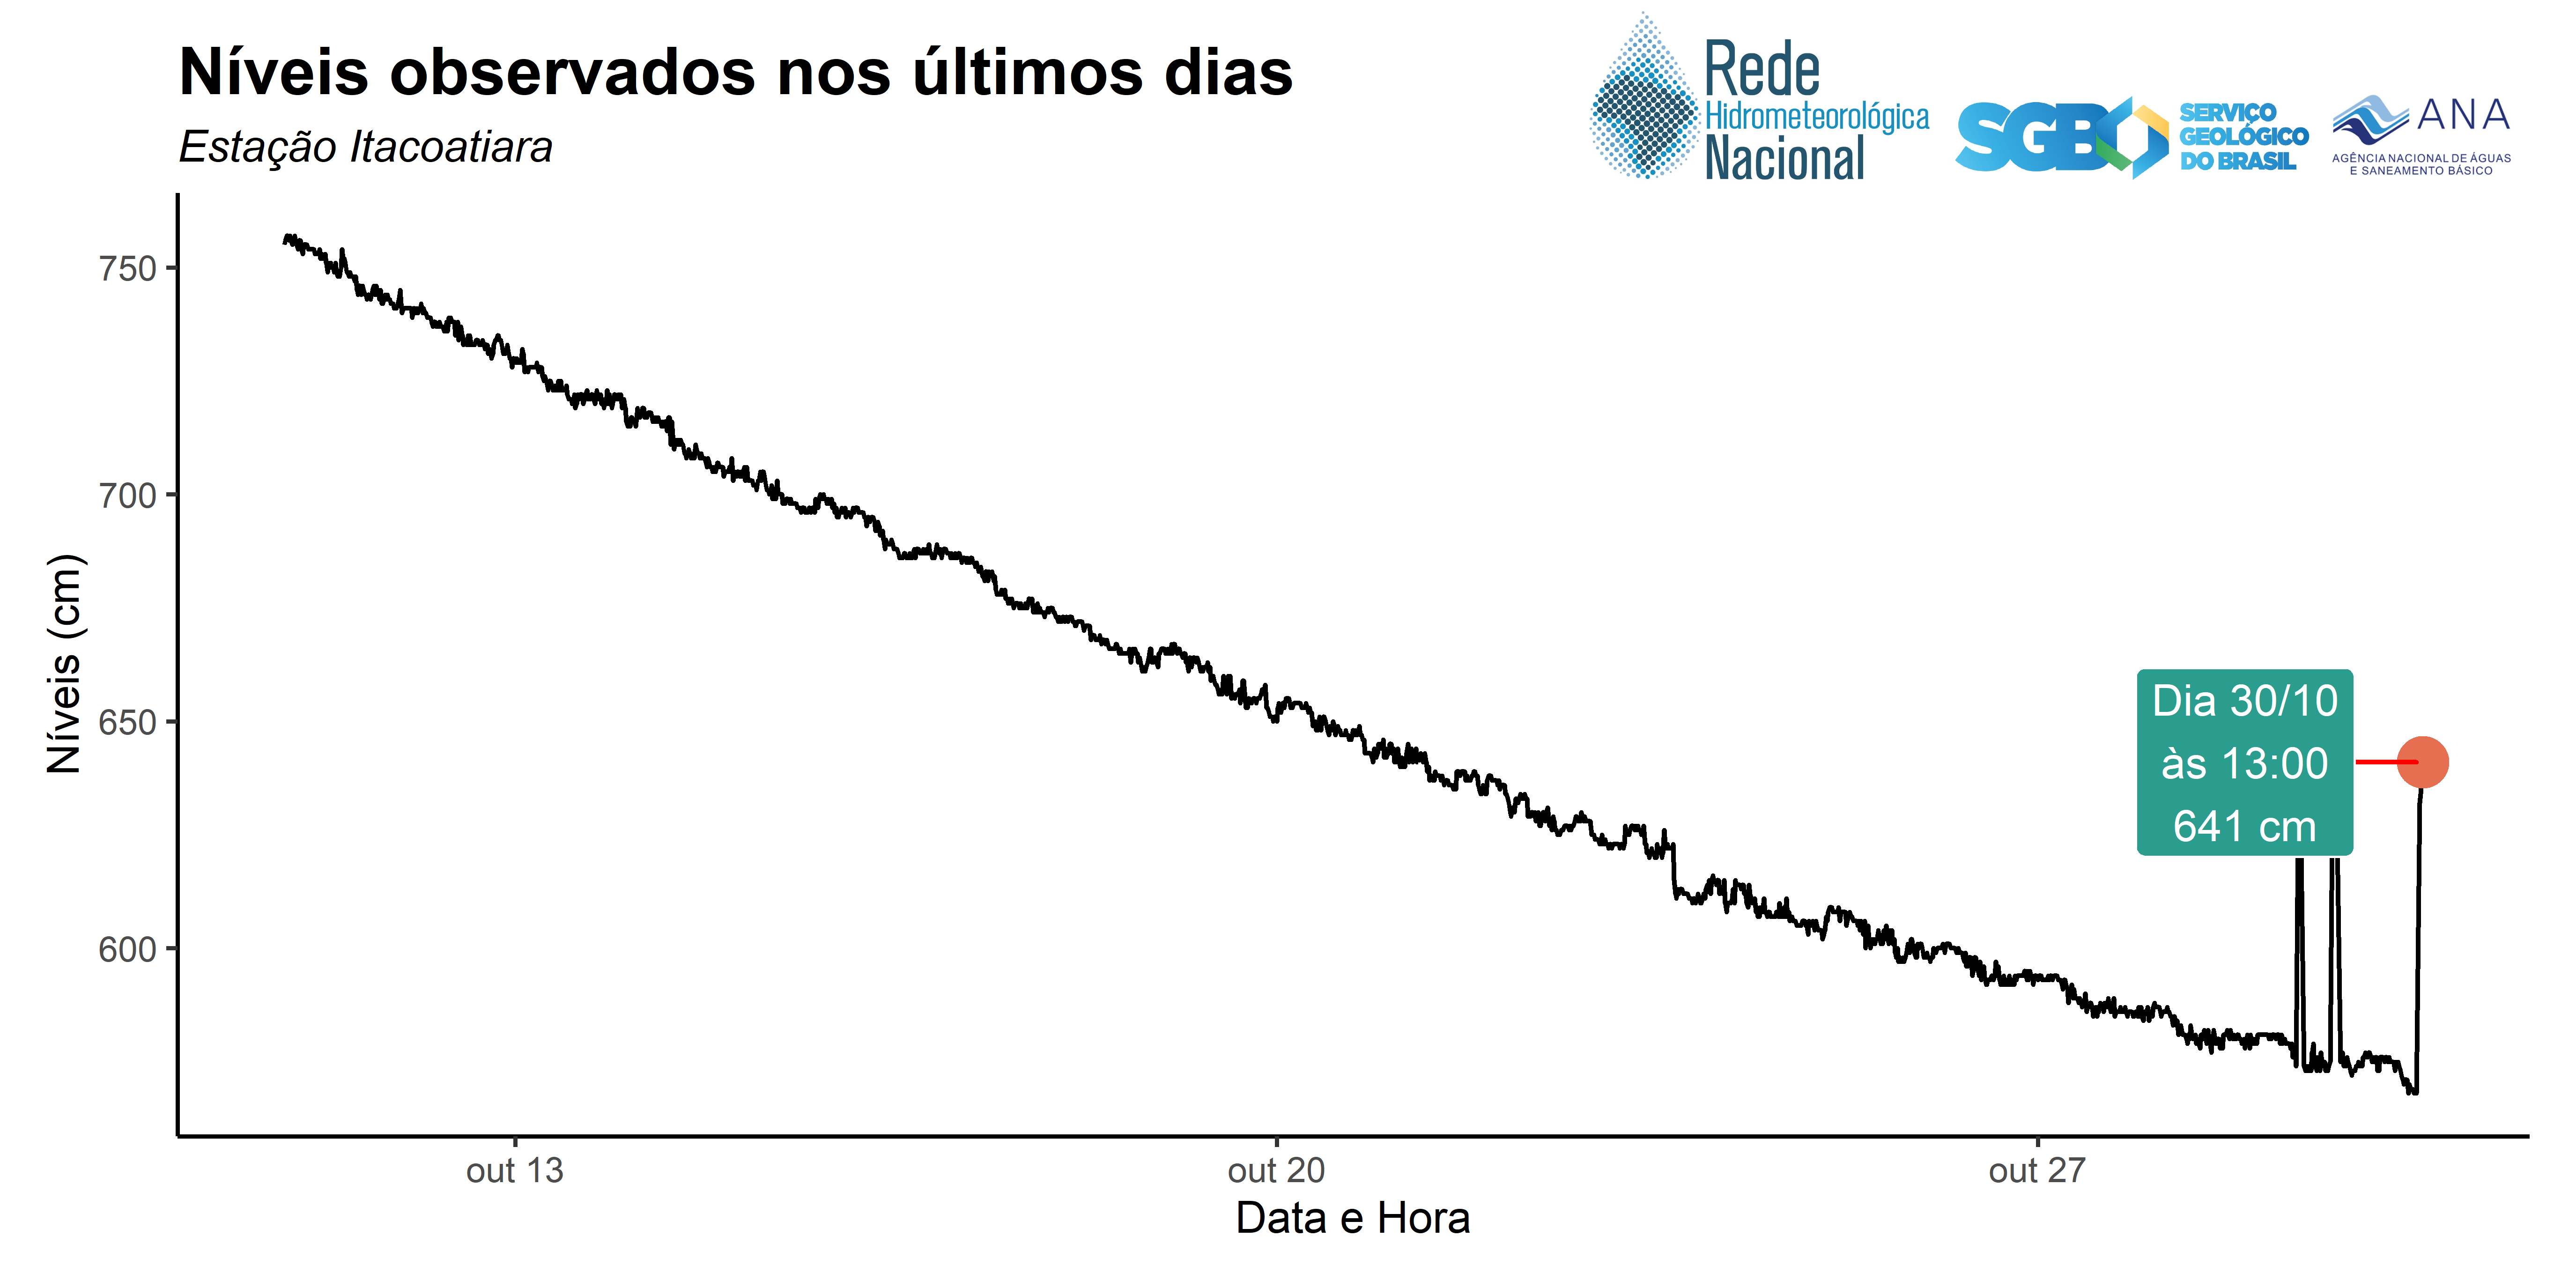 Níveis observados nos últimos dias
Estação Itacoatiara
Rede
Hidrometeorológica
Nacional
SGB
SERVIÇO
GEOLÓGICO
DO BRASIL
ANA
AGÊNCIA NACIONAL DE ÁGUAS
E SANEAMENTO BÁSICO
Níveis (cm)
750
700
650
600
Dia 30/10
às 13:00
641 cm
out 13
out 20
out 27
Data e Hora